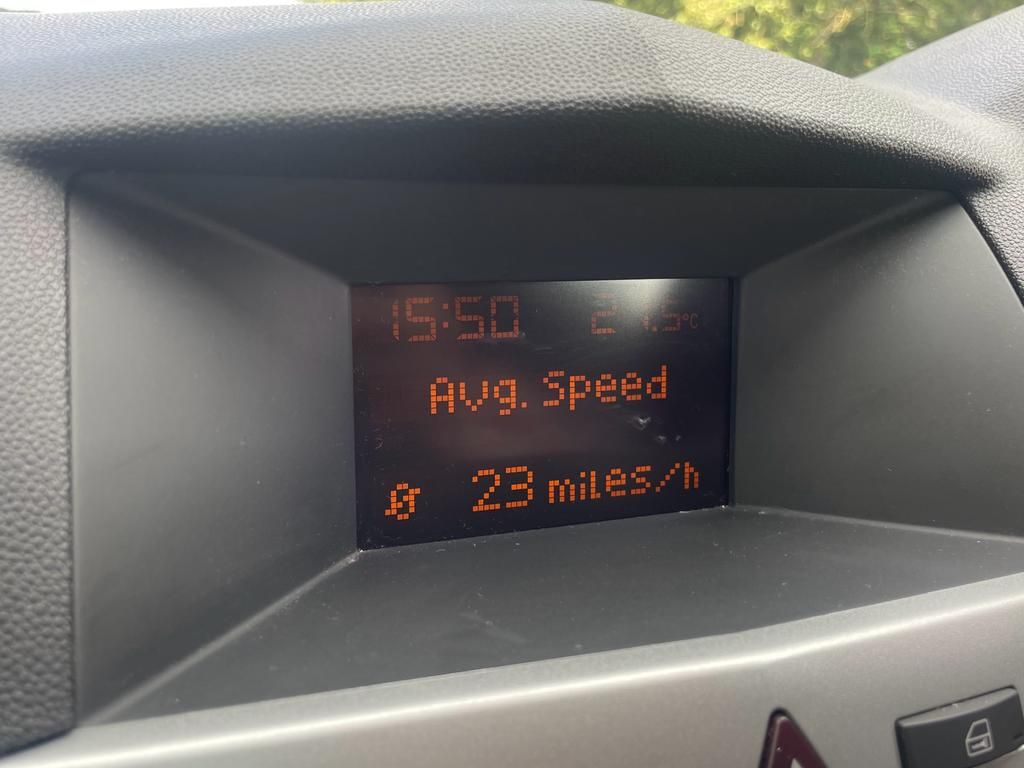 15:50
Avg. Speed
ø 23 miles/h